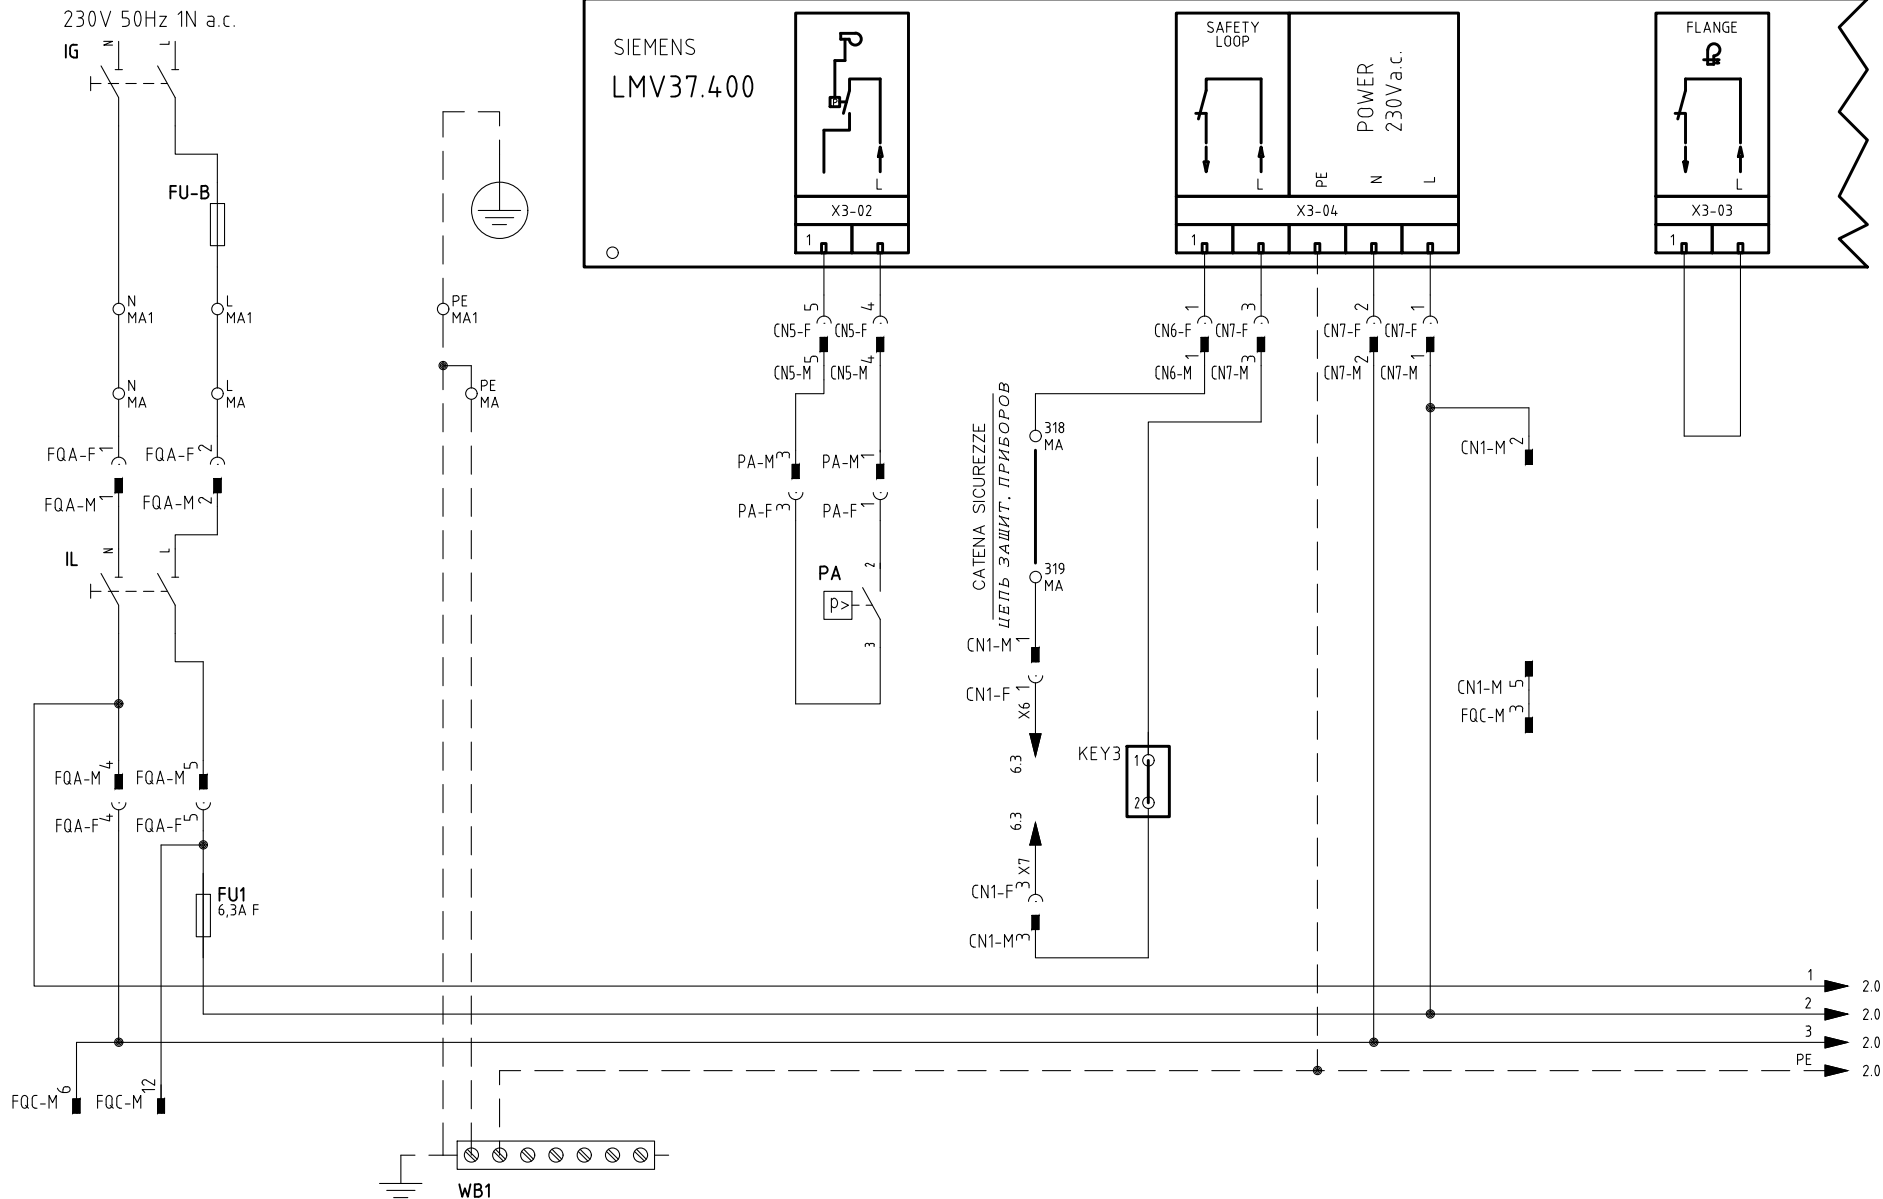 230V 50Hz 1N a.c.
IG
N
L
FU-B
N
MA1
L
MA1
N
MA
L
MA
FQA-F 1
FQA-F 2
FQA-M 1
FQA-M 2
IL
N
L
FQA-M 4
FQA-M 5
FQA-F 4
FQA-F 5
FU1
6,3A F
FQC-M 6
FQC-M 12
PE
MA1
PE
MA
WB1
SIEMENS
LMV37.400
P
L
X3-02
1
CN5-F 5
CN5-F 4
CN5-M 5
CN5-M 4
PA-M 3
PA-M 1
PA-F 3
PA-F 1
PA
P>
2
3
SAFETY
LOOP
L
POWER
230Va.c.
PE
N
L
X3-04
1
CN6-F 1
CN7-F 3
CN7-F 2
CN7-F 1
CN6-M 1
CN7-M 3
CN7-M 2
CN7-M 1
CATENA SICUREZZE
ЦЕПЬ ЗАЩИТ. ПРИБОРОВ
318
MA
319
MA
CN1-M 1
CN1-F 1
X6
6.3
6.3
X7
CN1-F 3
CN1-M 3
KEY3
1
2
CN1-M 2
CN1-M 5
FQC-M 3
FLANGE
L
X3-03
1
1
2.0
2
2.0
3
2.0
PE
2.0